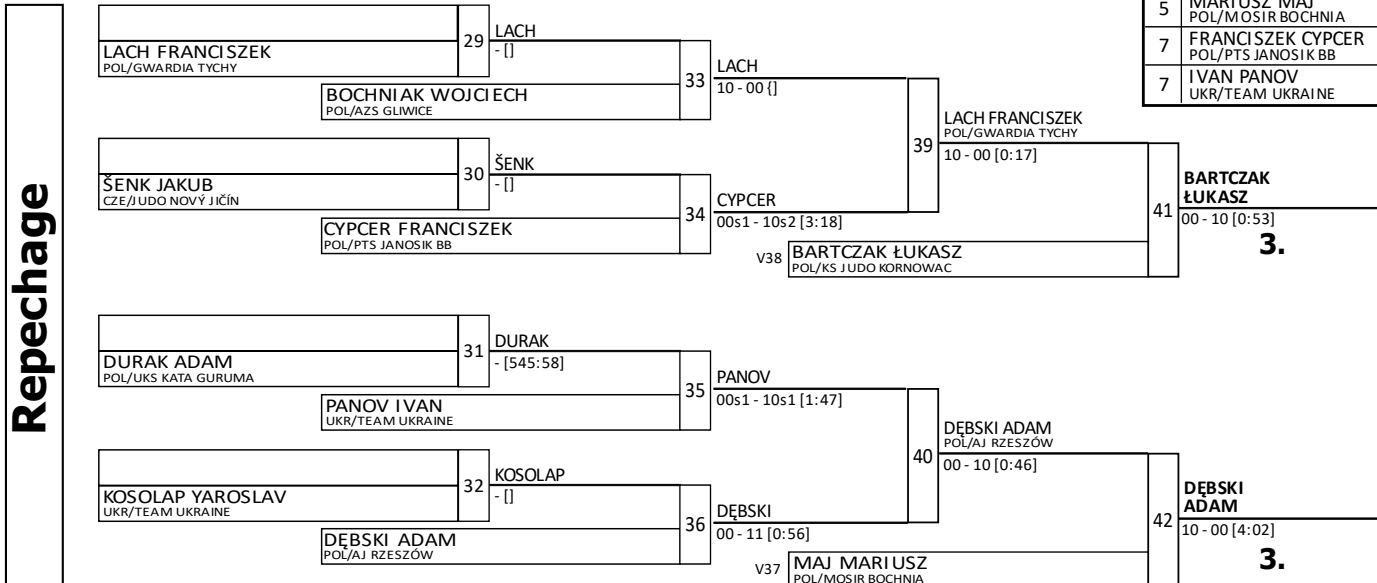 Repechage
LACH FRANCISZEK
POL/GWARDIA TYCHY
29
LACH
- []
BOCHNIAK WOJCIECH
POL/AZS GLIWICE
33
LACH
10 - 00 {]
ŠENK JAKUB
CZE/JUDO NOVÝ JIČÍN
30
ŠENK
- []
CYPCER FRANCISZEK
POL/PTS JANOSIK BB
34
CYPCER
00s1 - 10s2 [3:18]
39
LACH FRANCISZEK
POL/GWARDIA TYCHY
10 - 00 [0:17]
V38
BARTCZAK ŁUKASZ
POL/KS JUDO KORNOWAC
41
BARTCZAK
ŁUKASZ
00 - 10 [0:53]
3.
DURAK ADAM
POL/UKS KATA GURUMA
31
DURAK
- [545:58]
PANOV IVAN
UKR/TEAM UKRAINE
35
PANOV
00s1 - 10s1 [1:47]
KOSOLAP YAROSLAV
UKR/TEAM UKRAINE
32
KOSOLAP
- []
DĘBSKI ADAM
POL/AJ RZESZÓW
36
DĘBSKI
00 - 11 [0:56]
40
DĘBSKI ADAM
POL/AJ RZESZÓW
00 - 10 [0:46]
V37
MAJ MARIUSZ
POL/MOSIR BOCHNIA
42
DĘBSKI
ADAM
10 - 00 [4:02]
3.
5 MARIUSZ MAJ
POL/MOSIR BOCHNIA
7 FRANCISZEK CYPCER
POL/PTS JANOSIK BB
7 IVAN PANOV
UKR/TEAM UKRAINE